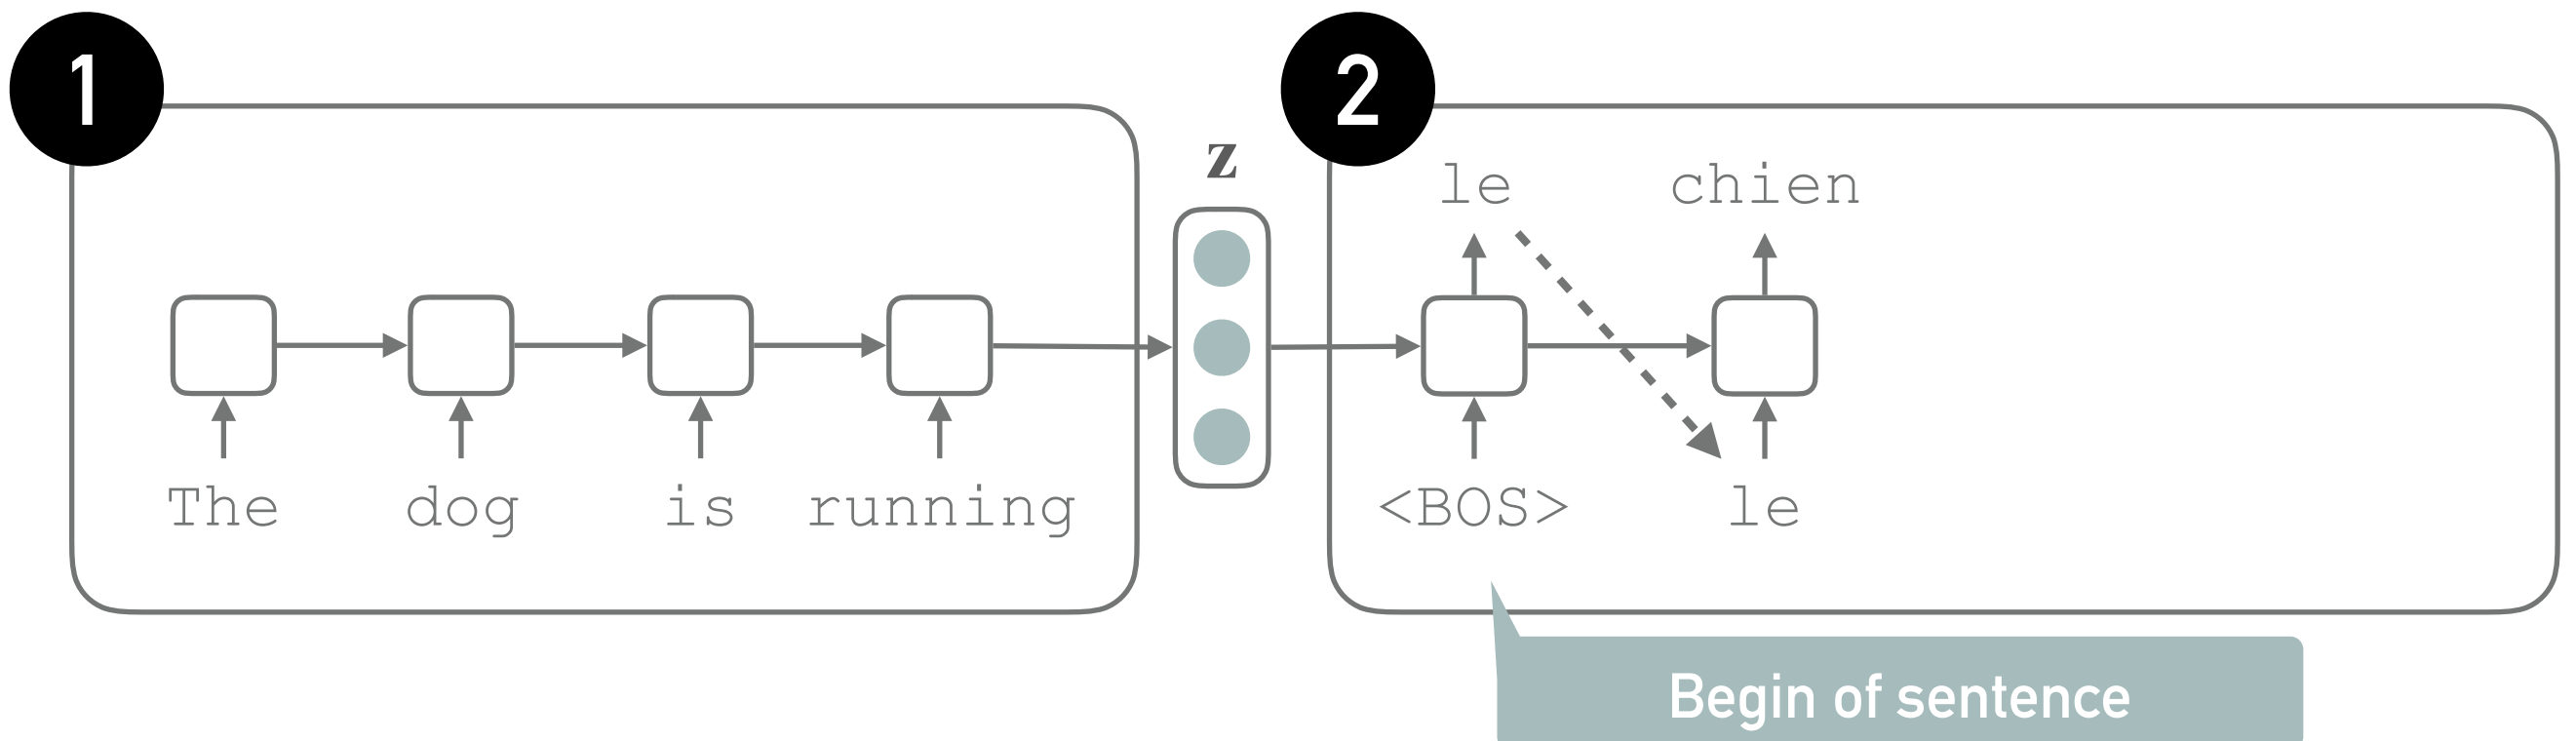 1
2
z
le chien
The dog is running
<BOS> le
Begin of sentence